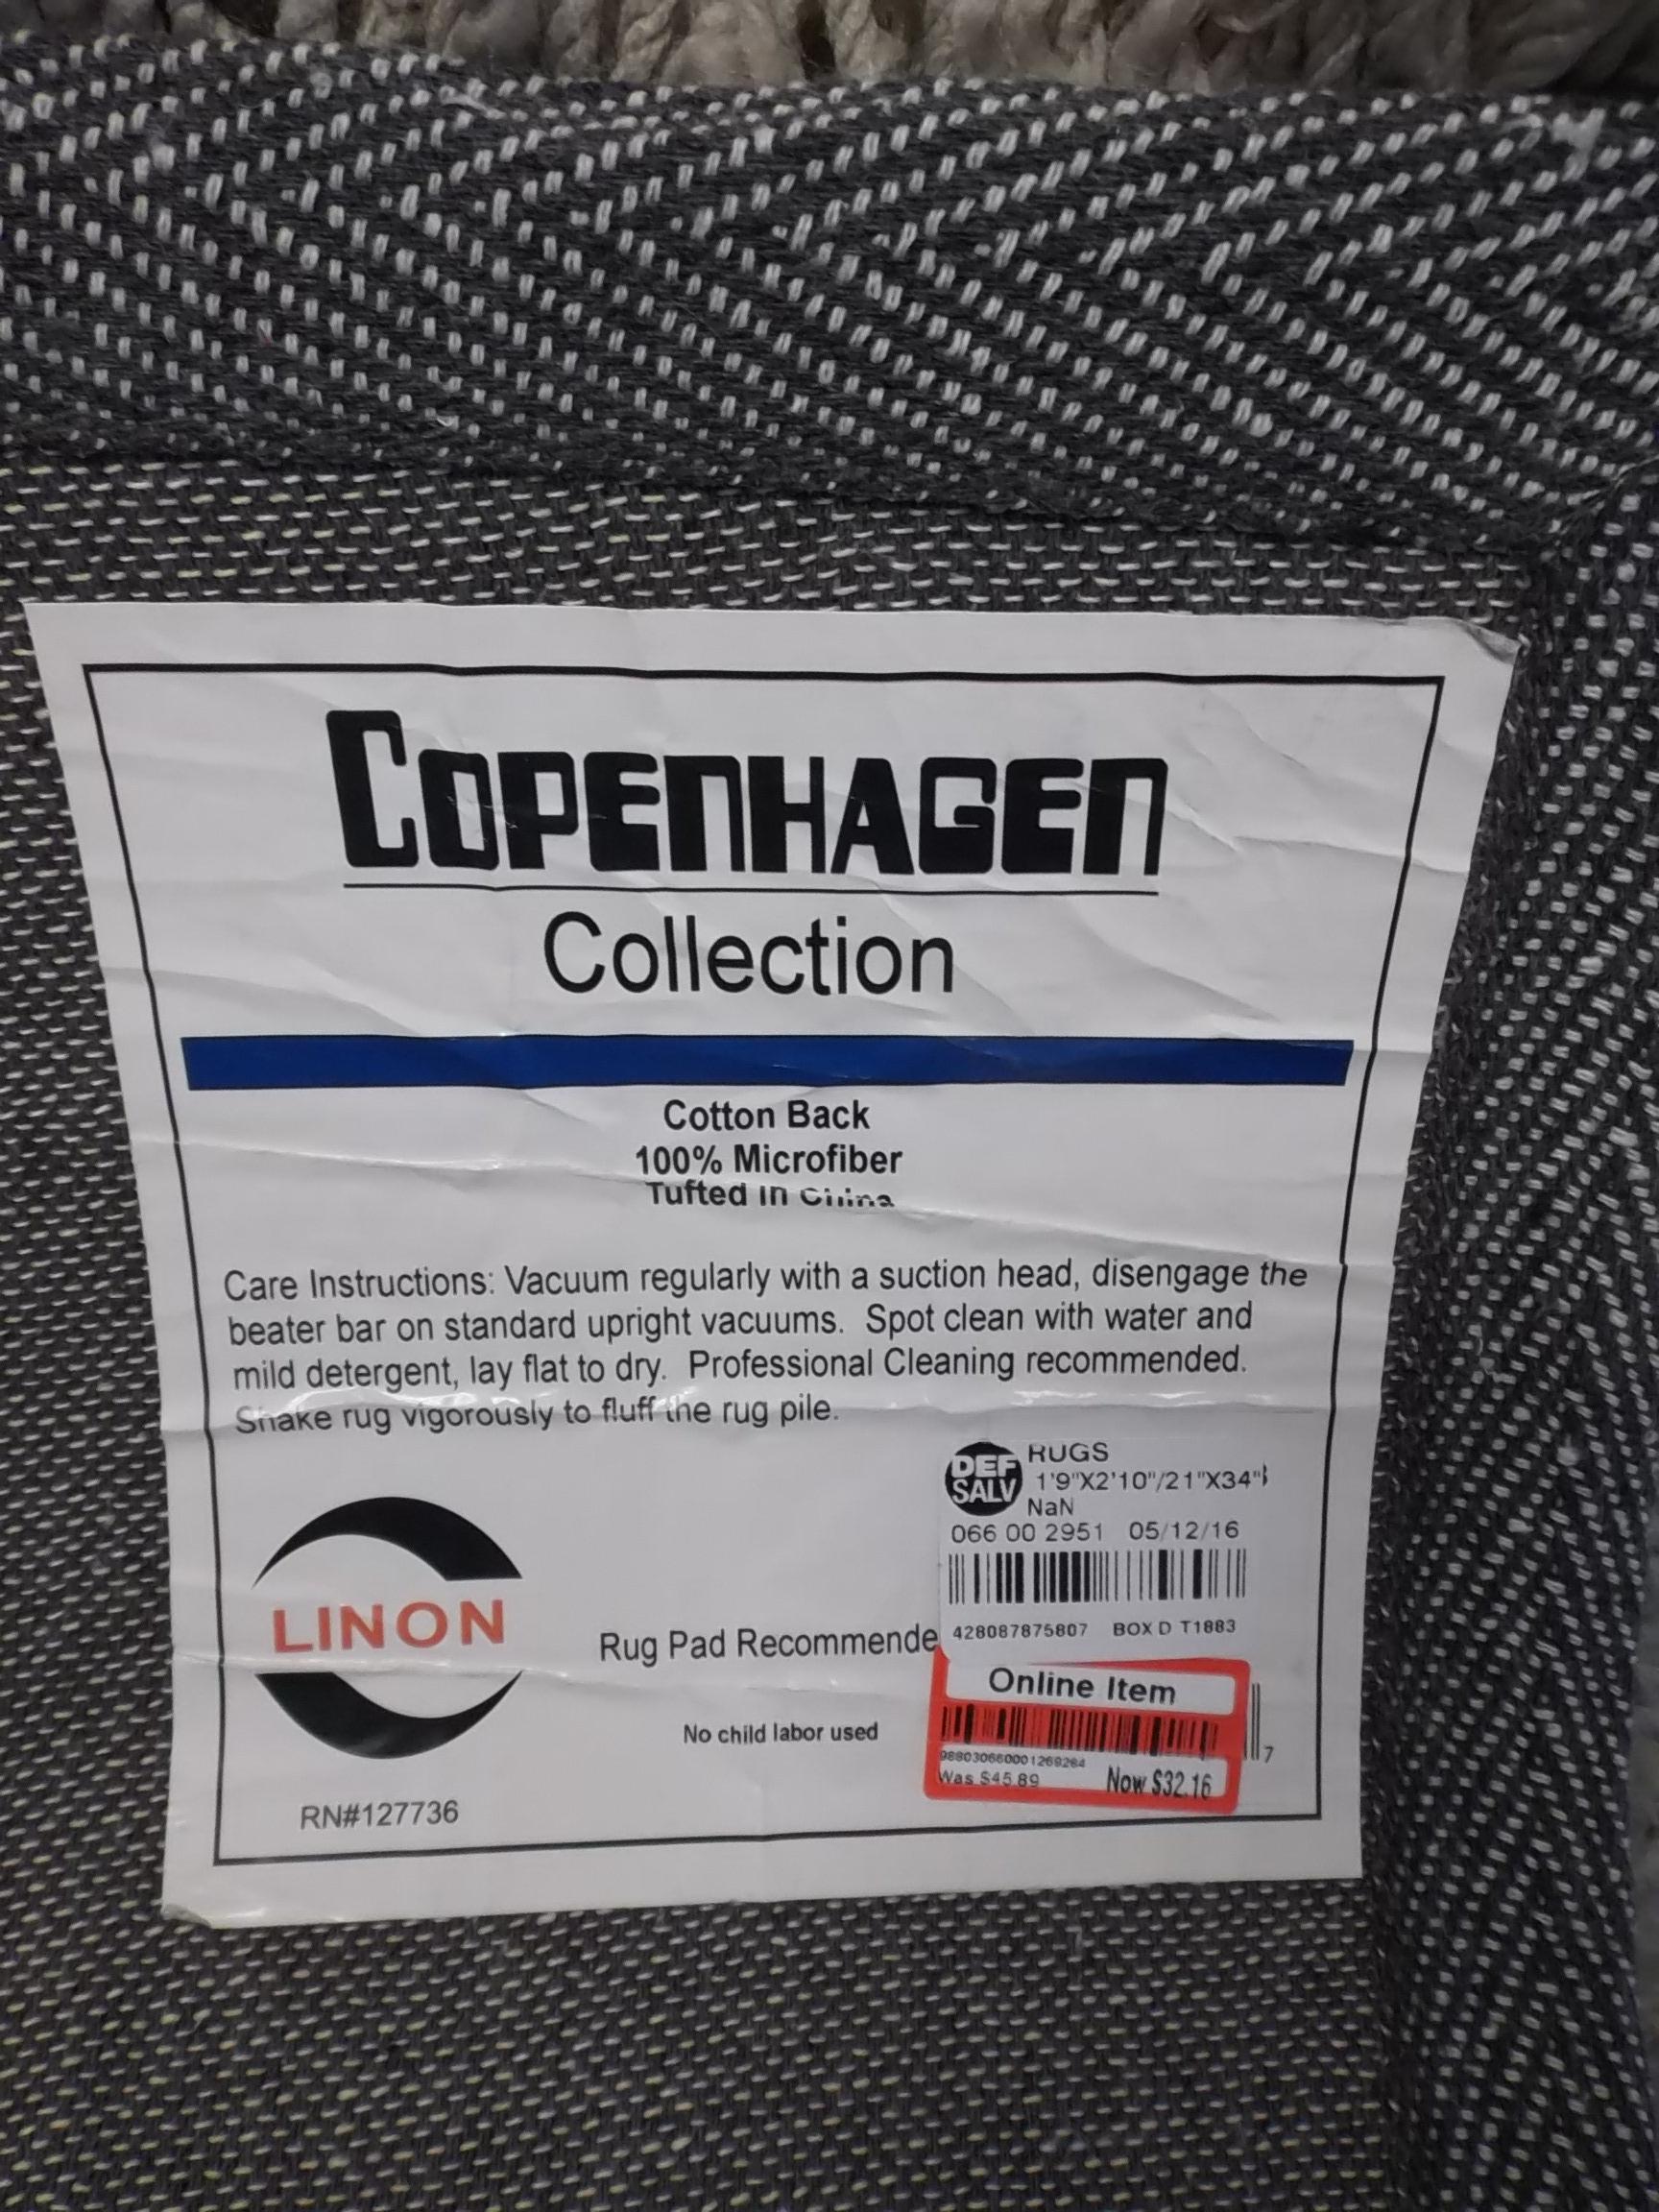 COPENHAGEN
Collection
Cotton Back
100% Microfiber
Tufted in China
Care Instructions: Vacuum regularly with a suction head, disengage the
beater bar on standard upright vacuums. Spot clean with water and
mild detergent, lay flat to dry. Professional Cleaning recommended.
Shake rug vigorously to fluff the rug pile.
DEF
SALV
RUGS
1'9"X2'10"/21"X34"
NaN
066 00 2951 05/12/16
428087875807 BOX D T1883
LINON
Rug Pad Recommende
Online Item
Was $45.89 Now $32.16
7
No child labor used
RN#127736